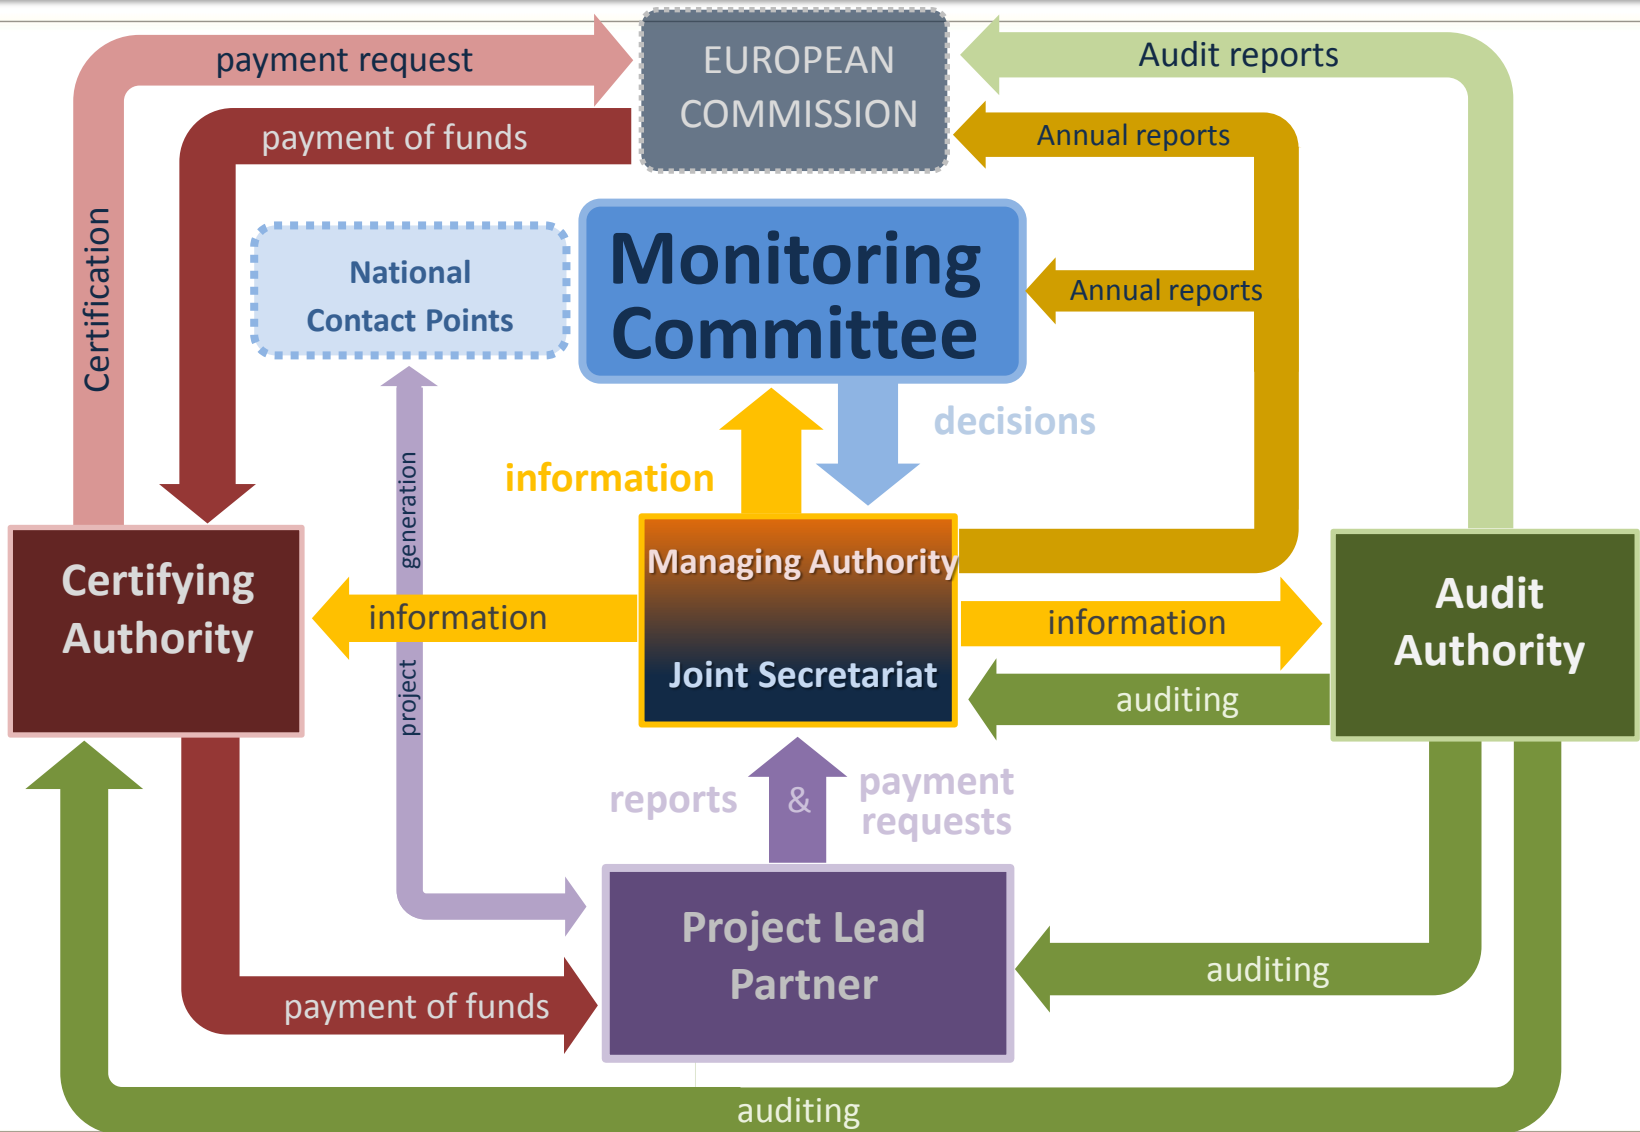 payment request
EUROPEAN
COMMISSION
Audit reports
payment of funds
Annual reports
Certification
National
Contact Points
Monitoring
Committee
Annual reports
decisions
information
generation
project
Certifying
Authority
information
Managing Authority
Joint Secretariat
information
Audit
Authority
auditing
reports
&
payment
requests
Project Lead
Partner
payment of funds
auditing
auditing